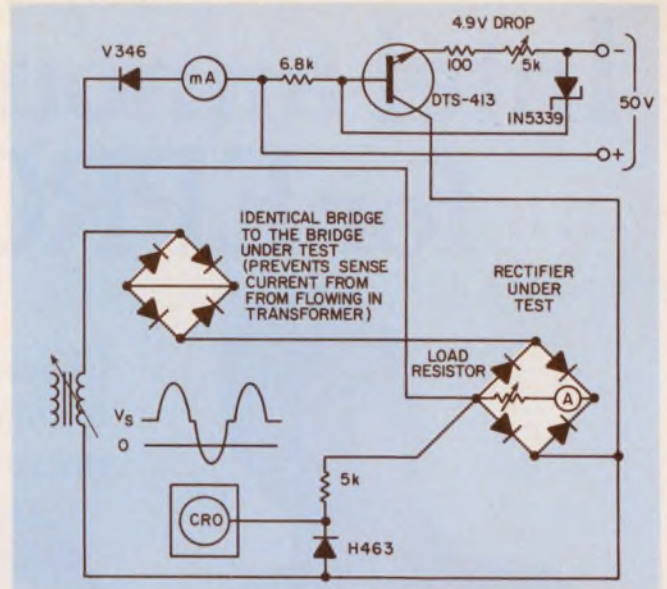 4.9V DROP
V346
mA
6.8k
100
5k
DTS-413
IN5339
−
50V
+
IDENTICAL BRIDGE
TO THE BRIDGE
UNDER TEST
(PREVENTS SENSE
CURRENT FROM
FROM FLOWING IN
TRANSFORMER)
RECTIFIER
UNDER
TEST
LOAD
RESISTOR
A
VS
0
5k
CRO
H463